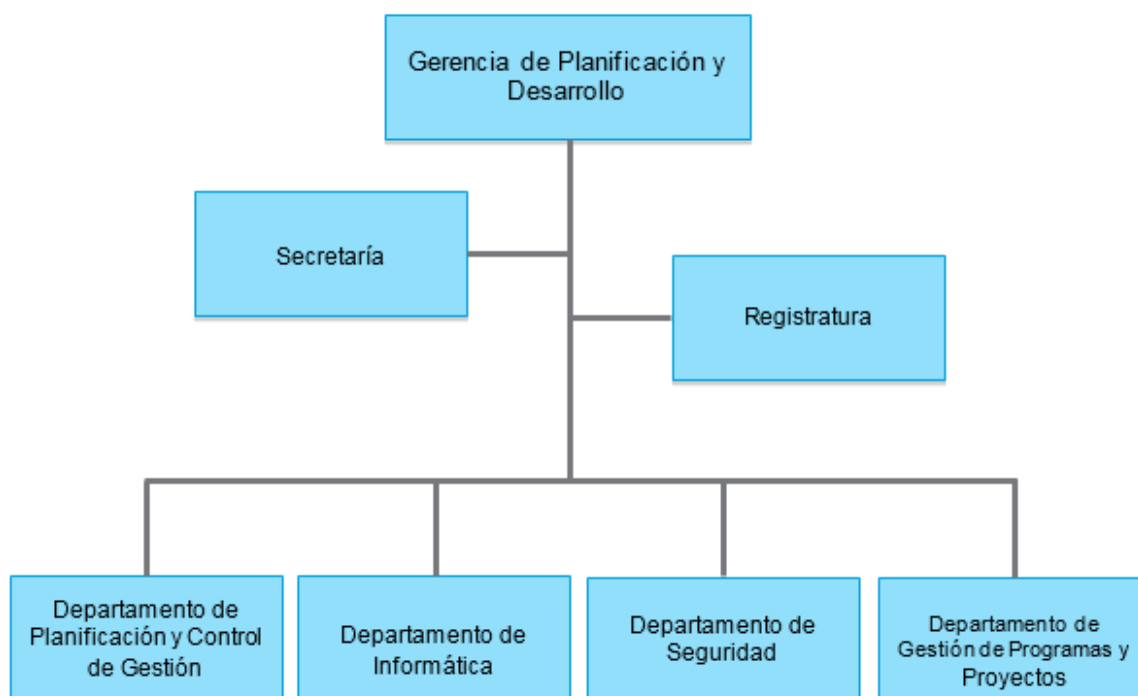 Gerencia de Planificación y
Desarrollo
Secretaría
Registratura
Departamento de
Planificación y Control
de Gestión
Departamento de
Informática
Departamento de
Seguridad
Departamento de
Gestión de Programas y
Proyectos